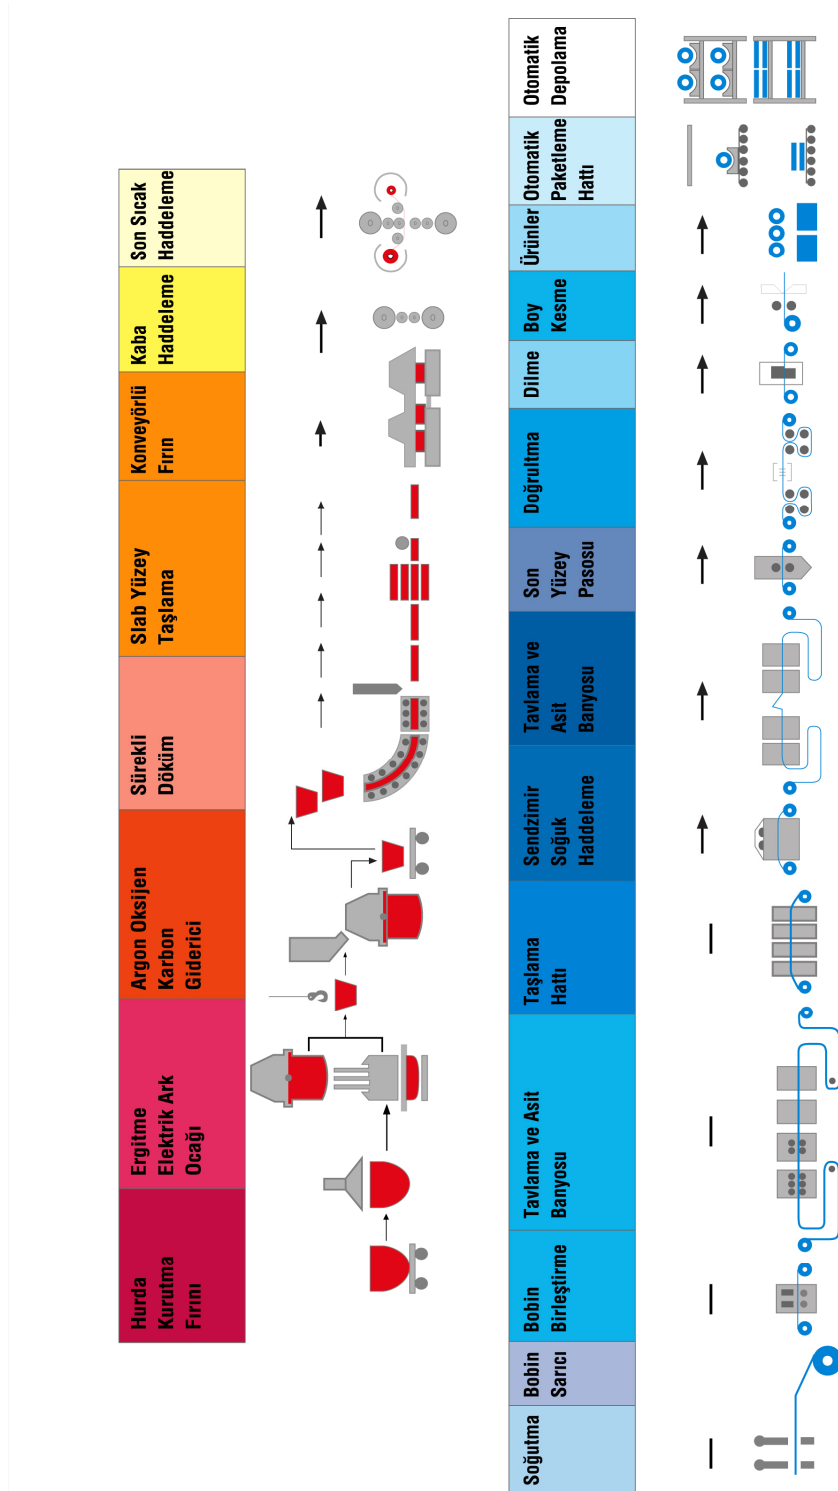 Hurda
Kurutma
Fırını
Ergitme
Elektrik Ark
Ocağı
Argon Oksijen
Karbon
Giderici
Sürekli
Döküm
Slab Yüzey
Taşlama
Konveyörlü
Fırın
Kaba
Haddeleme
Son Sıcak
Haddeleme
Soğutma
Bobin
Sarıcı
Bobin
Birleştirme
Tavlama ve Asit
Banyosu
Taşlama
Hattı
Sendzimir
Soğuk
Haddeleme
Tavlama ve
Asit
Banyosu
Son
Yüzey
Pasosu
Doğrultma
Dilme
Boy
Kesme
Ürünler
Otomatik
Paketleme
Hattı
Otomatik
Depolama